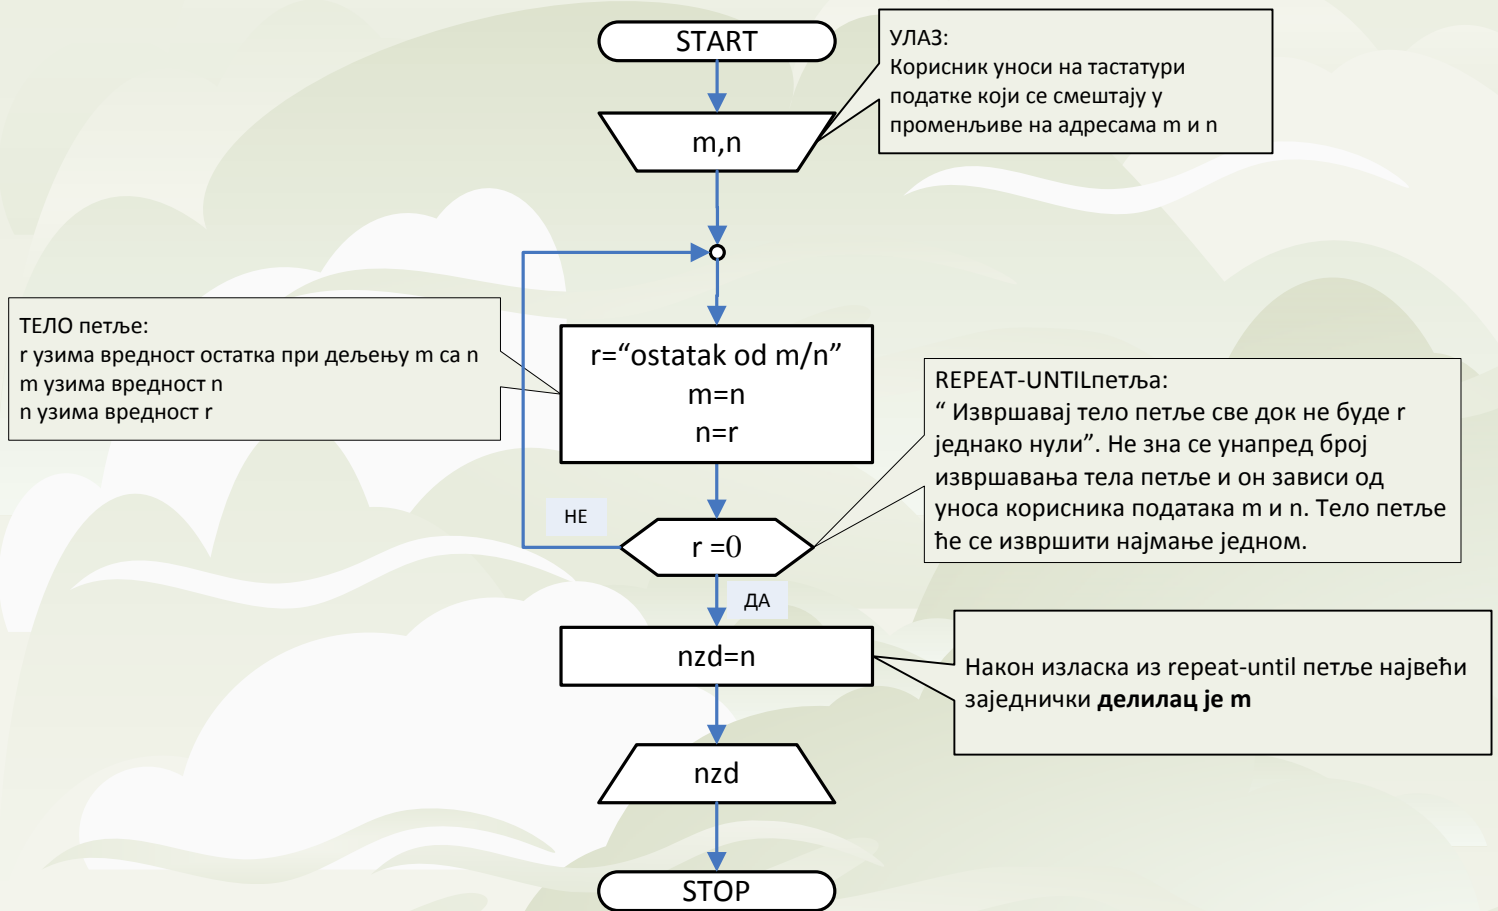 START
УЛАЗ:
Корисник уноси на тастатури
податке који се смештају у
променљиве на адресама m и n
m,n
ТЕЛО петље:
r узима вредност остатка при дељењу m са n
m узима вредност n
n узима вредност r
r=“ostatak od m/n”
m=n
n=r
REPEAT-UNTILпетља:
“ Извршавај тело петље све док не буде r
једнако нули”. Не зна се унапред број
извршавања тела петље и он зависи од
уноса корисника података m и n. Тело петље
ће се извршити најмање једном.
НЕ
r =0
ДА
nzd=n
Након изласка из repeat-until петље највећи
заједнички делилац је m
nzd
STOP